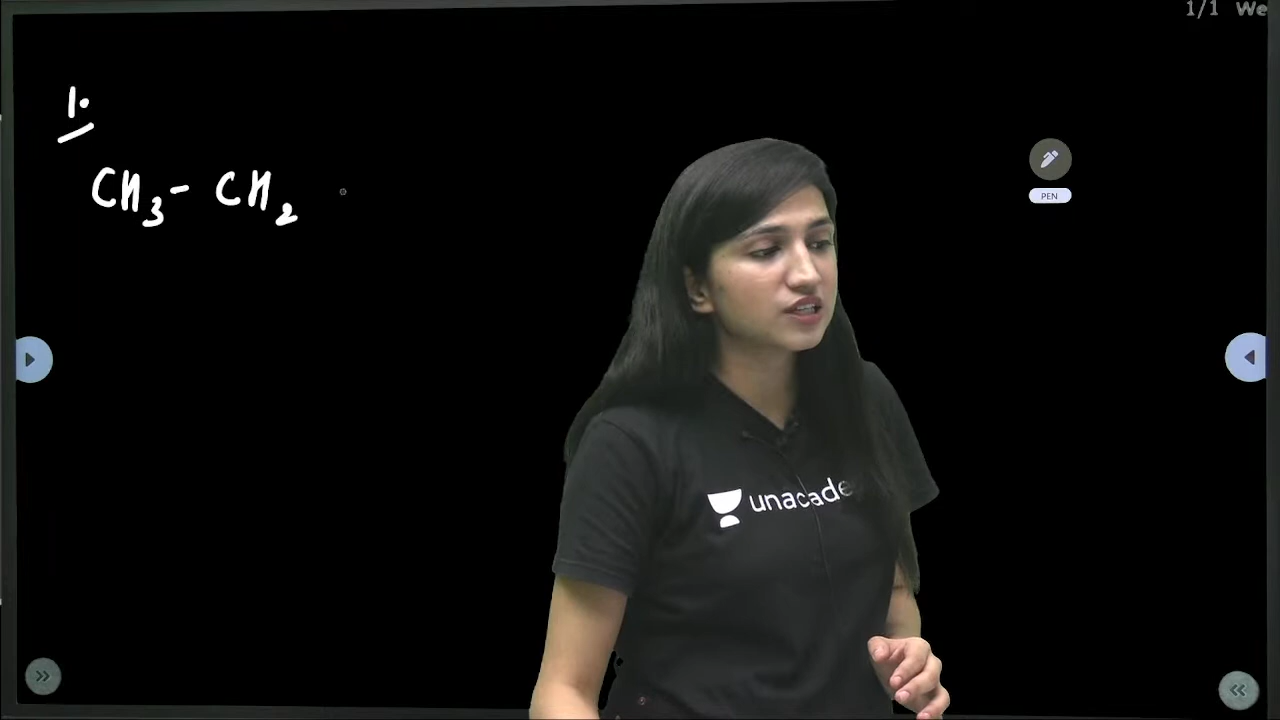 1/1 We
1.
CH₃- CH₂
PEN
unacade